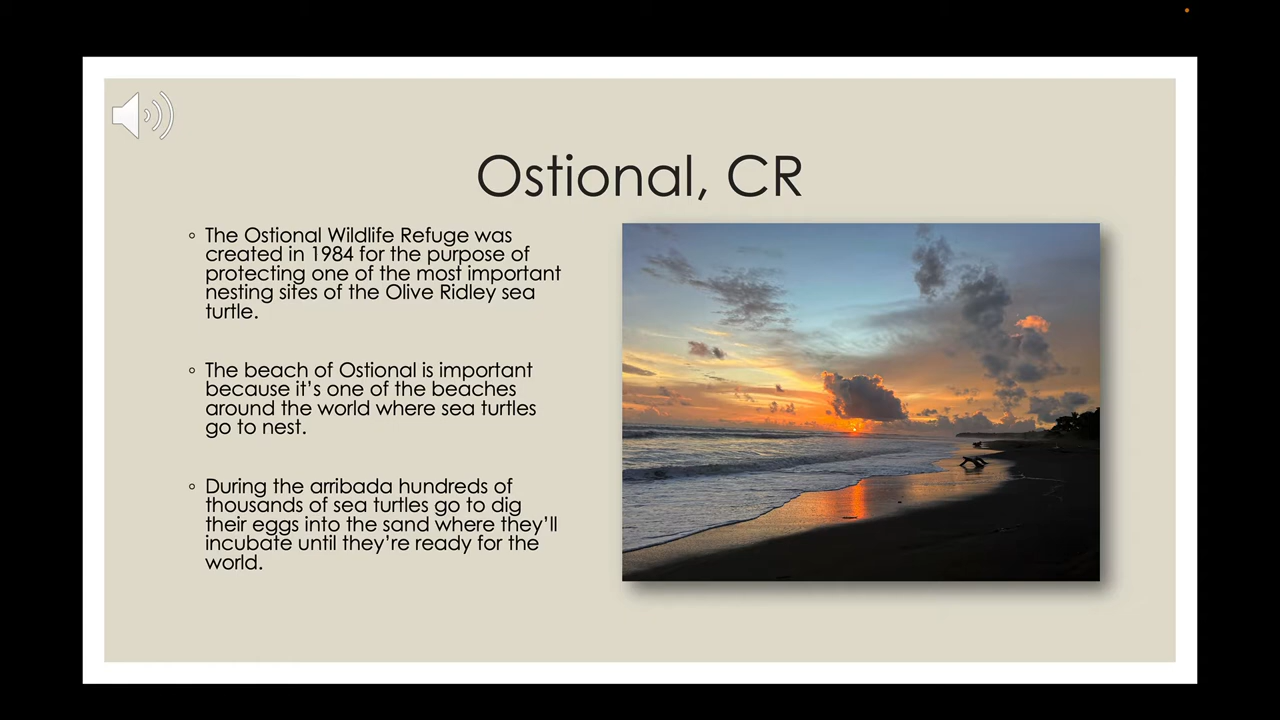 Ostional, CR
◦ The Ostional Wildlife Refuge was
created in 1984 for the purpose of
protecting one of the most important
nesting sites of the Olive Ridley sea
turtle.
◦ The beach of Ostional is important
because it’s one of the beaches
around the world where sea turtles
go to nest.
◦ During the arribada hundreds of
thousands of sea turtles go to dig
their eggs into the sand where they’ll
incubate until they’re ready for the
world.